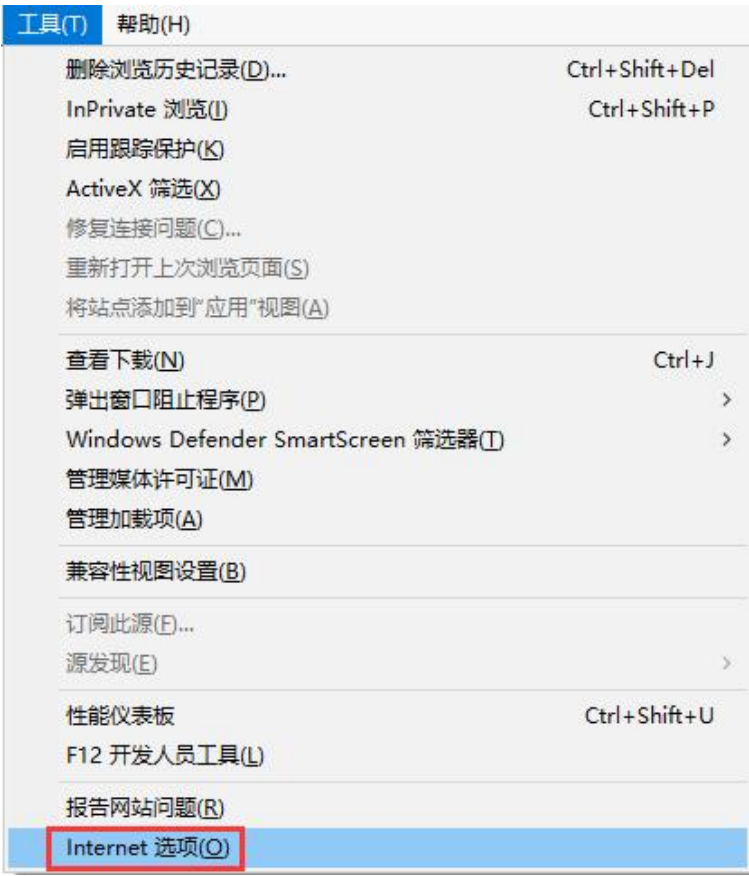 工具(T) 帮助(H)
删除浏览历史记录(D)... Ctrl+Shift+Del
InPrivate 浏览(I) Ctrl+Shift+P
启用跟踪保护(K)
ActiveX 筛选(X)
修复连接问题(C)...
重新打开上次浏览页面(S)
将站点添加到“应用”视图(A)
查看下载(N) Ctrl+J
弹出窗口阻止程序(P)
Windows Defender SmartScreen 筛选器(T)
管理媒体许可证(M)
管理加载项(A)
兼容性视图设置(B)
订阅此源(F)...
源发现(E)
性能仪表板 Ctrl+Shift+U
F12 开发人员工具(L)
报告网站问题(R)
Internet 选项(O)